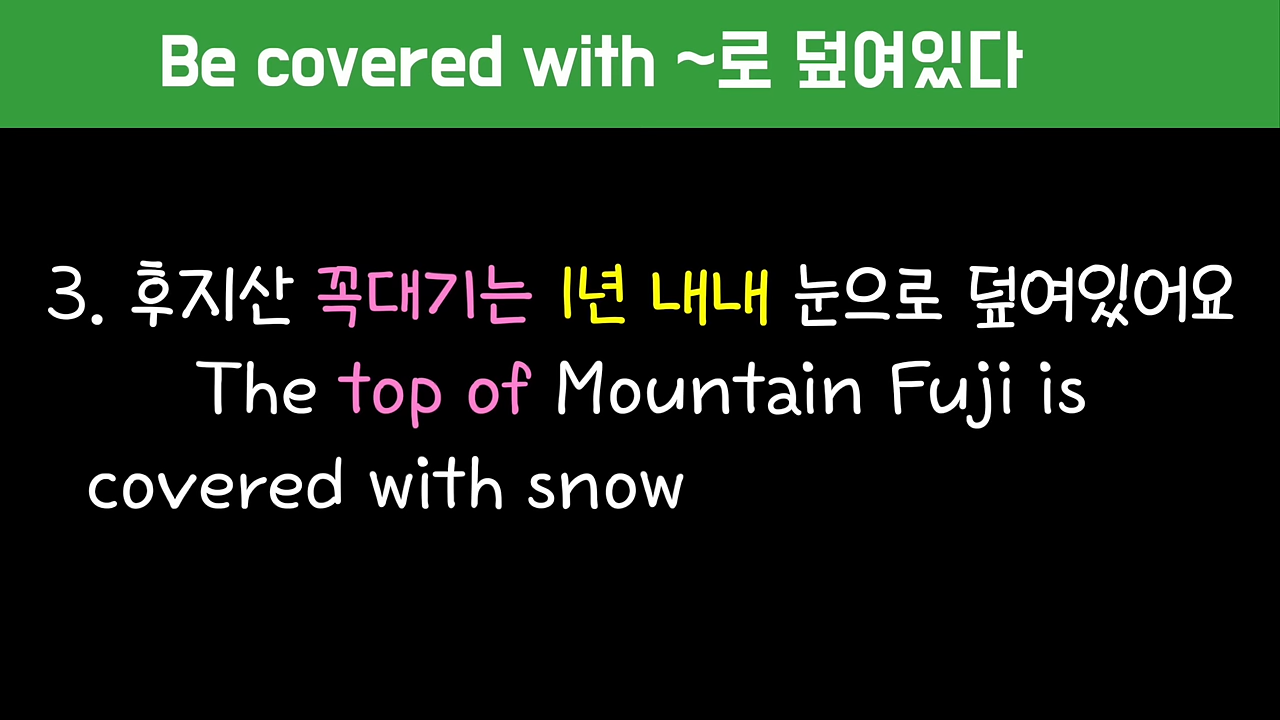 Be covered with ~로 덮여있다
3. 후지산 꼭대기는 1년 내내 눈으로 덮여있어요
The top of Mountain Fuji is
covered with snow